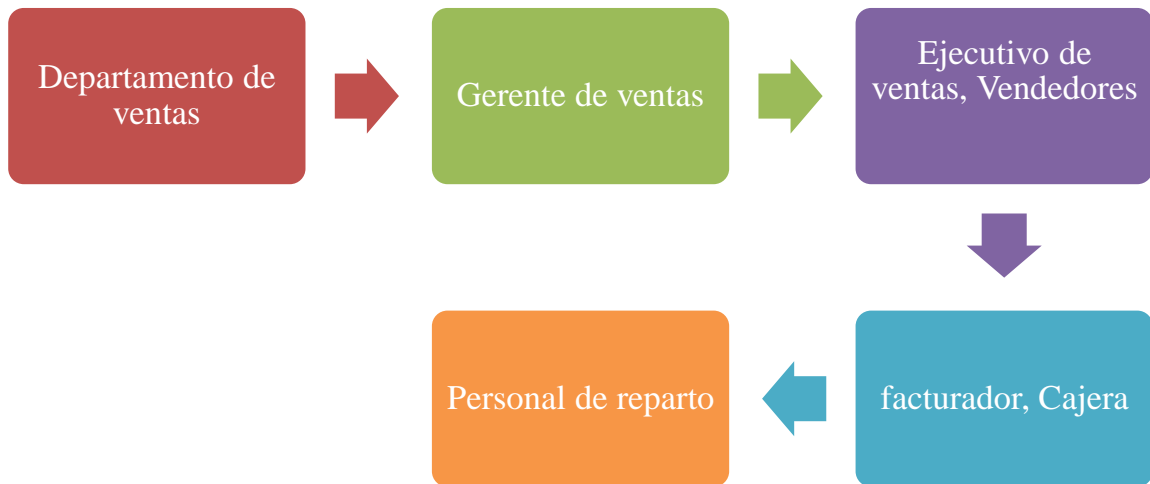 Departamento de
ventas
Gerente de ventas
Ejecutivo de
ventas, Vendedores
facturador, Cajera
Personal de reparto